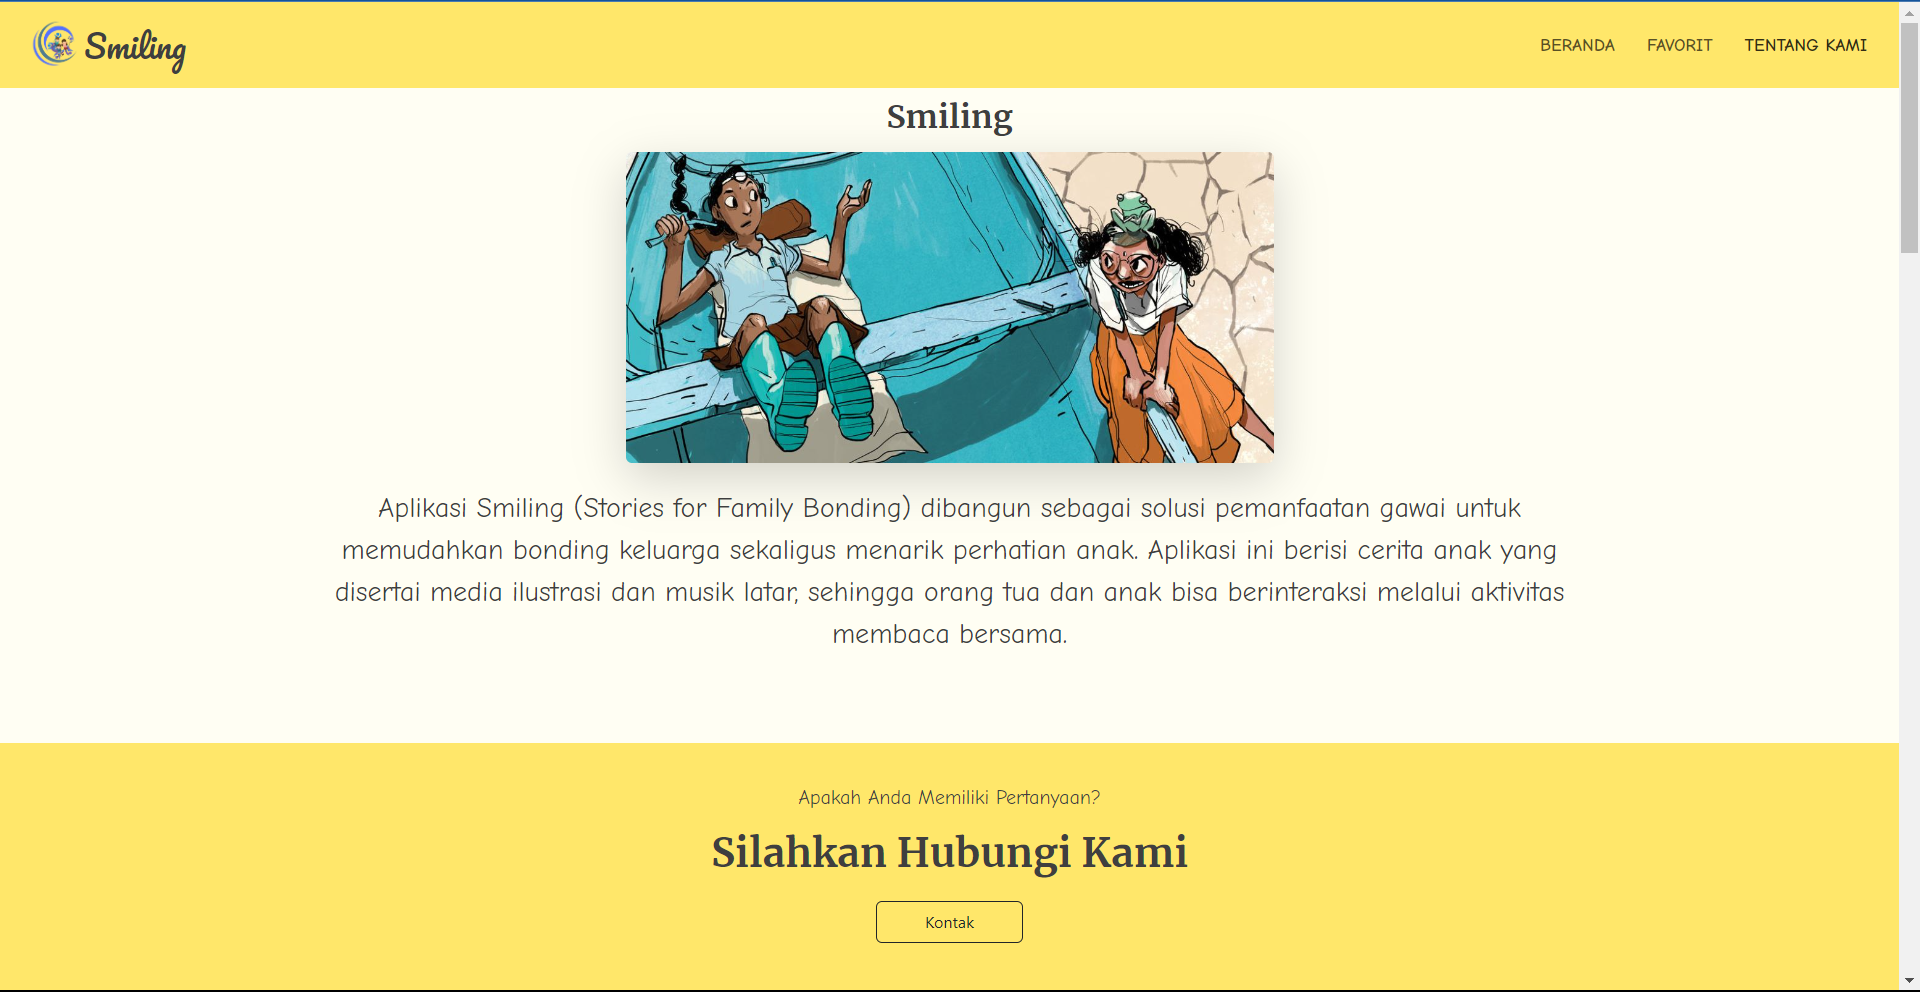 Smiling
BERANDA
FAVORIT
TENTANG KAMI
Smiling
Aplikasi Smiling (Stories for Family Bonding) dibangun sebagai solusi pemanfaatan gawai untuk
memudahkan bonding keluarga sekaligus menarik perhatian anak. Aplikasi ini berisi cerita anak yang
disertai media ilustrasi dan musik latar, sehingga orang tua dan anak bisa berinteraksi melalui aktivitas
membaca bersama.
Apakah Anda Memiliki Pertanyaan?
Silahkan Hubungi Kami
Kontak